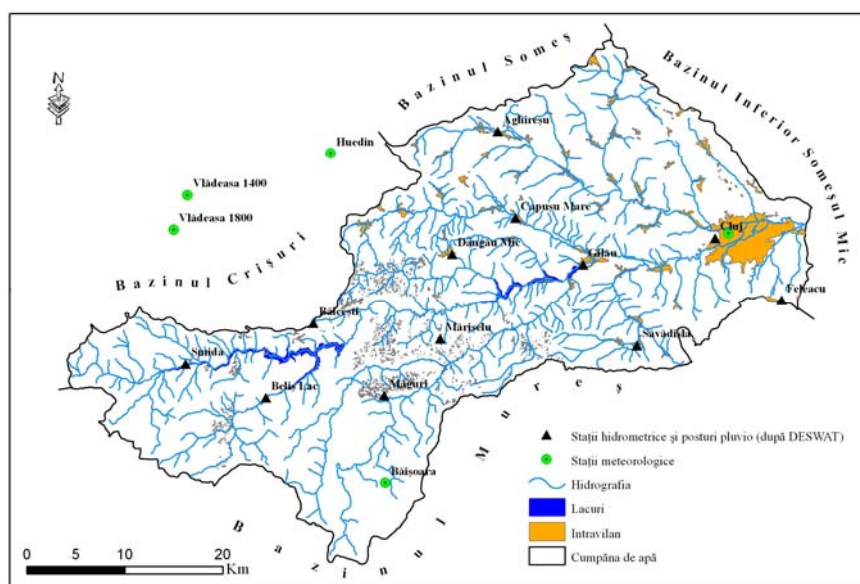 N
Bazinul Someș
Bazinul Inferior Someșul Mic
Aghireșu
Huedin
Vlădeasa 1400
Vlădeasa 1800
Căpușu Mare
Cluj
Dângău Mic
Gilău
Bazinul Crișuri
Feleacu
Bălcești
Mărișelu
Săvădisla
Smida
Beliș Lac
Măguri
Băișoara
Bazinul Mureș
Stații hidrometrice și posturi pluvio (după DESWAT)
Stații meteorologice
Hidrografia
Lacuri
Intravilan
Cumpăna de apă
0 5 10 20
Km